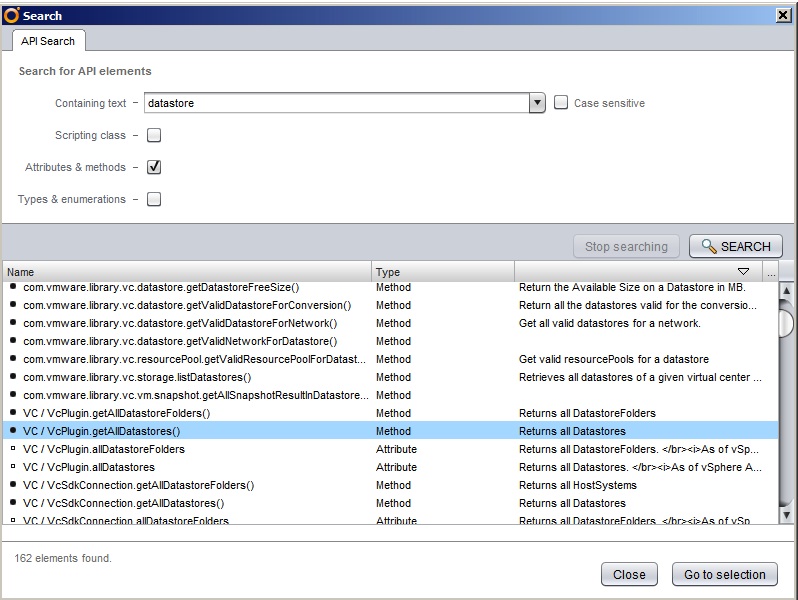 Search
API Search
Search for API elements
Containing text – datastore Case sensitive
Scripting class –
Attributes & methods –
Types & enumerations –
Stop searching SEARCH
Name Type ...
com.vmware.library.vc.datastore.getDatastoreFreeSize() Method Return the Available Size on a Datastore in MB.
com.vmware.library.vc.datastore.getValidDatastoreForConversion() Method Return all the datastores valid for the conversio...
com.vmware.library.vc.datastore.getValidDatastoreForNetwork() Method Get all valid datastores for a network.
com.vmware.library.vc.datastore.getValidNetworkForDatastore() Method
com.vmware.library.vc.resourcePool.getValidResourcePoolForDatast... Method Get valid resourcePools for a datastore
com.vmware.library.vc.storage.listDatastores() Method Retrieves all datastores of a given virtual center ...
com.vmware.library.vc.vm.snapshot.getAllSnapshotResultInDatastore... Method
VC / VcPlugin.getAllDatastoreFolders() Method Returns all DatastoreFolders
VC / VcPlugin.getAllDatastores() Method Returns all Datastores
VC / VcPlugin.allDatastoreFolders Attribute Returns all DatastoreFolders. </br><i>As of vSp...
VC / VcPlugin.allDatastores Attribute Returns all Datastores. </br><i>As of vSphere A...
VC / VcSdkConnection.getAllDatastoreFolders() Method Returns all HostSystems
VC / VcSdkConnection.getAllDatastores() Method Returns all Datastores
VC / VcSdkConnection.allDatastoreFolders Attribute Returns all DatastoreFolders. </br><i>As of vSp...
162 elements found.
Close Go to selection